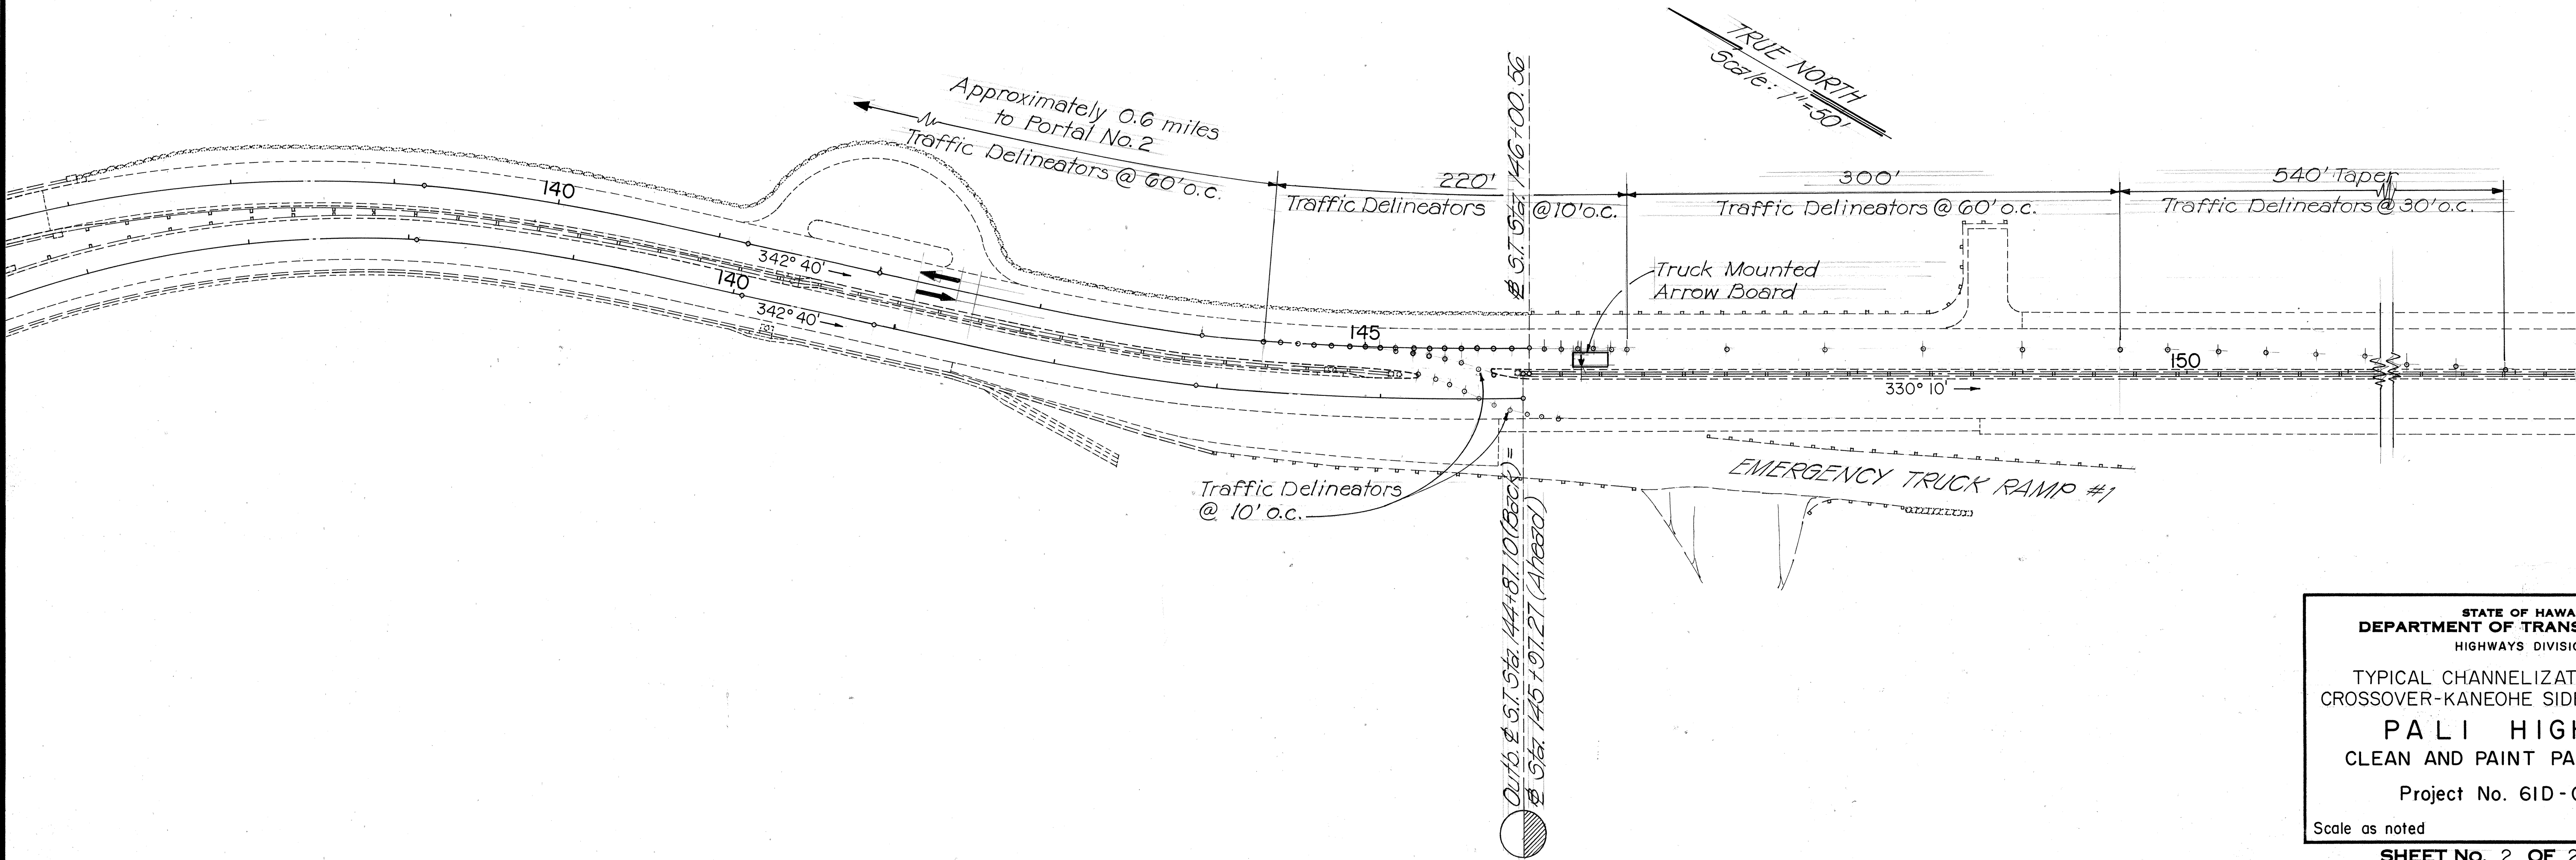 TRUE NORTH
Scale: 1"=50'
Approximately 0.6 miles
to Portal No. 2
Traffic Delineators @ 60' o.c.
220'
Traffic Delineators @ 10' o.c.
℄ S.T. Sta. 146+00.56
300'
Traffic Delineators @ 60' o.c.
540' Taper
Traffic Delineators @ 30' o.c.
140
342° 40'
140
342° 40'
Truck Mounted
Arrow Board
145
150
330° 10'
Traffic Delineators
@ 10' o.c.
EMERGENCY TRUCK RAMP #1
Outb. ℄ S.T. Sta. 144+87.10 (Back) =
℄ Sta. 145+97.27 (Ahead)
STATE OF HAWA
DEPARTMENT OF TRANS
HIGHWAYS DIVISIO
TYPICAL CHANNELIZAT
CROSSOVER-KANEOHE SIDE
PALI HIGH
CLEAN AND PAINT PA
Project No. 61D-0
Scale as noted
SHEET No. 2 OF 2